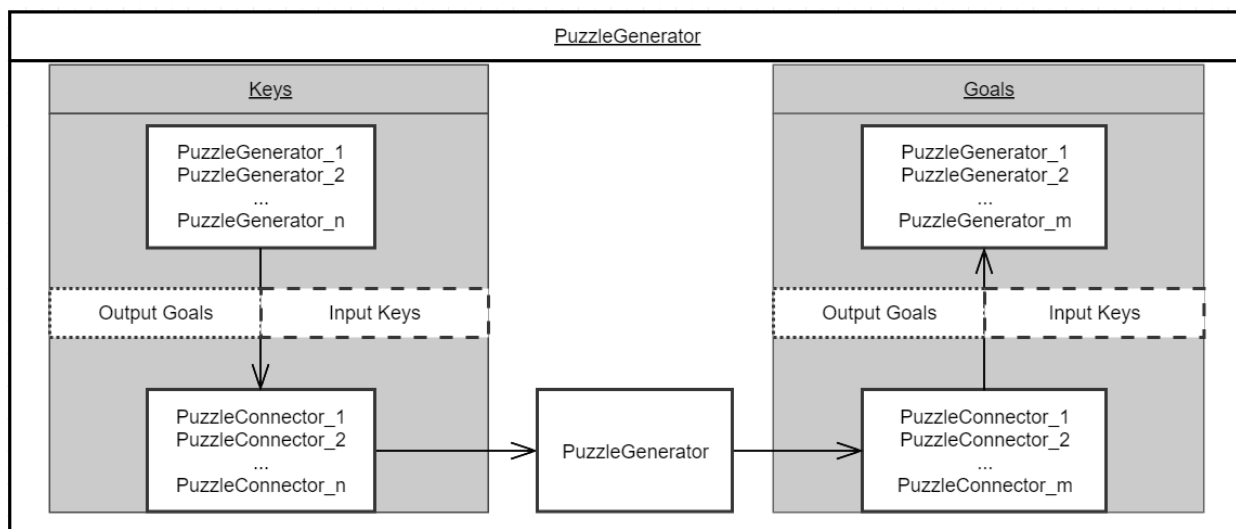 PuzzleGenerator
Keys
PuzzleGenerator_1
PuzzleGenerator_2
...
PuzzleGenerator_n
Output Goals
Input Keys
PuzzleConnector_1
PuzzleConnector_2
...
PuzzleConnector_n
PuzzleGenerator
Goals
PuzzleGenerator_1
PuzzleGenerator_2
...
PuzzleGenerator_m
Output Goals
Input Keys
PuzzleConnector_1
PuzzleConnector_2
...
PuzzleConnector_m